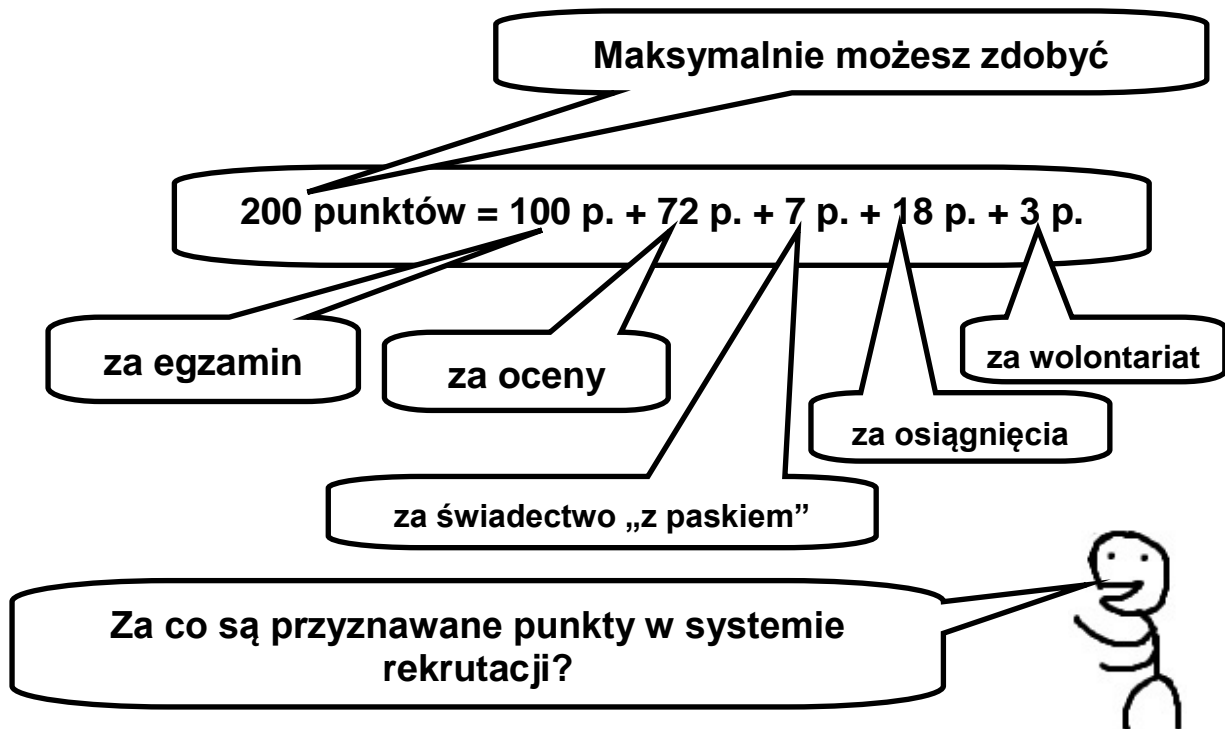 Maksymalnie możesz zdobyć
200 punktów = 100 p. + 72 p. + 7 p. + 18 p. + 3 p.
za egzamin
za oceny
za wolontariat
za osiągnięcia
za świadectwo „z paskiem”
Za co są przyznawane punkty w systemie
rekrutacji?